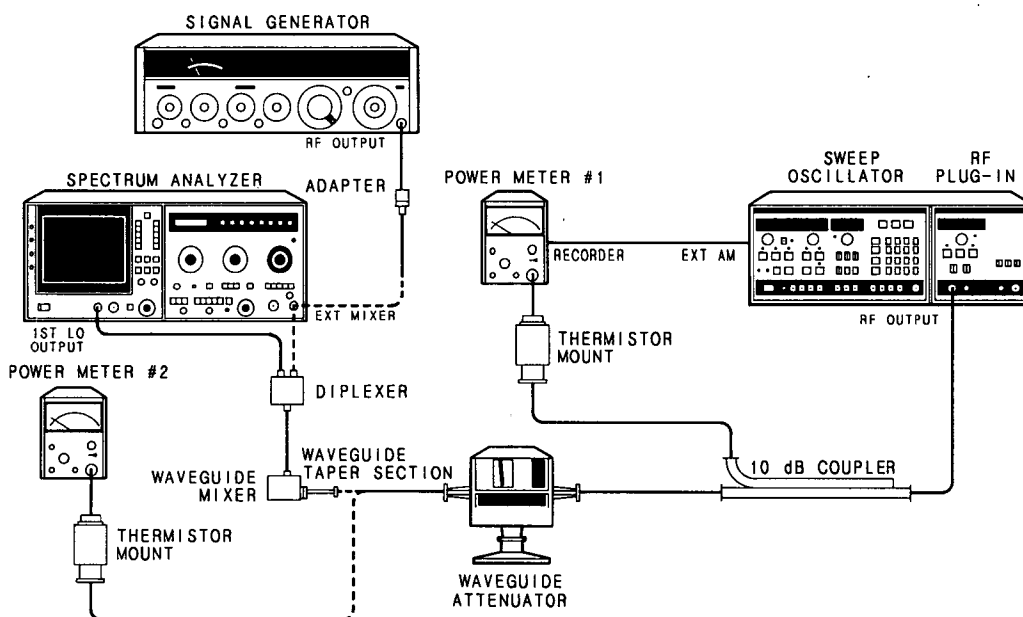 SIGNAL GENERATOR
RF OUTPUT
SPECTRUM ANALYZER
ADAPTER
POWER METER #1
SWEEP
OSCILLATOR
RF
PLUG-IN
RECORDER
EXT AM
EXT MIXER
1ST LO
OUTPUT
RF OUTPUT
THERMISTOR
MOUNT
POWER METER #2
DIPLEXER
WAVEGUIDE
TAPER SECTION
10 dB COUPLER
WAVEGUIDE
MIXER
THERMISTOR
MOUNT
WAVEGUIDE
ATTENUATOR